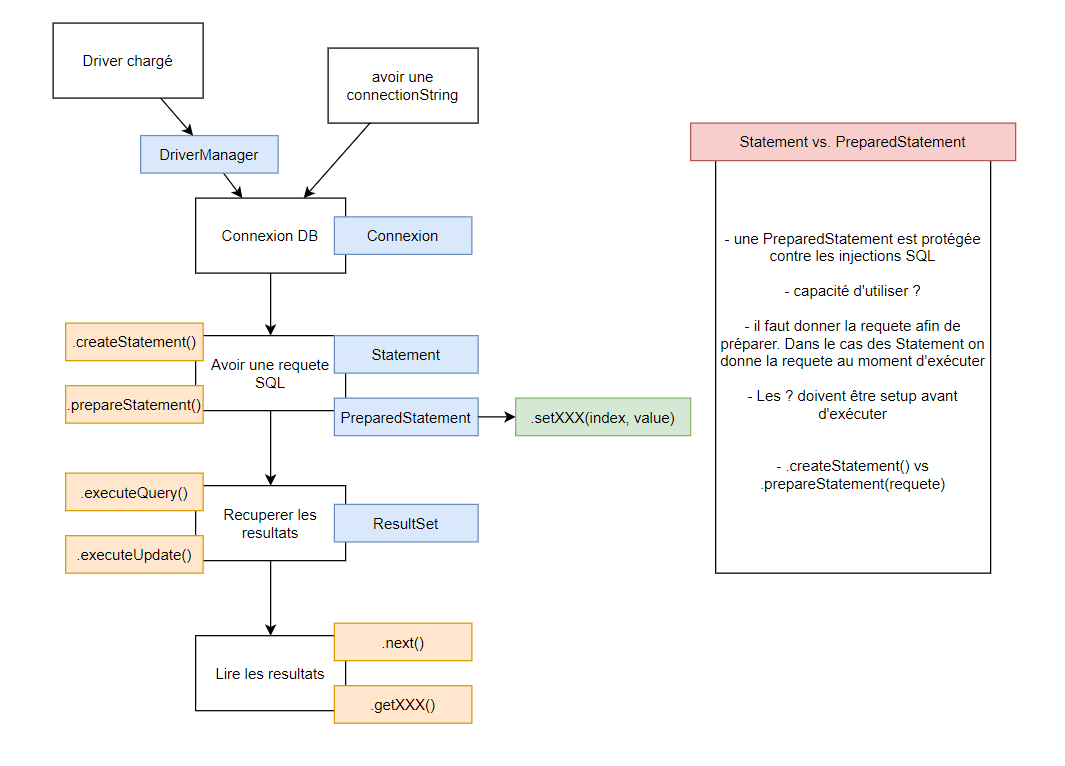 Driver chargé
avoir une
connectionString
DriverManager
Connexion DB
Connexion
.createStatement()
.prepareStatement()
Avoir une requete
SQL
Statement
PreparedStatement
.setXXX(index, value)
.executeQuery()
.executeUpdate()
Recuperer les
resultats
ResultSet
Lire les resultats
.next()
.getXXX()
Statement vs. PreparedStatement
- une PreparedStatement est protégée
contre les injections SQL
- capacité d'utiliser ?
- il faut donner la requete afin de
préparer. Dans le cas des Statement on
donne la requete au moment d'exécuter
- Les ? doivent être setup avant
d'exécuter
- .createStatement() vs
.prepareStatement(requete)